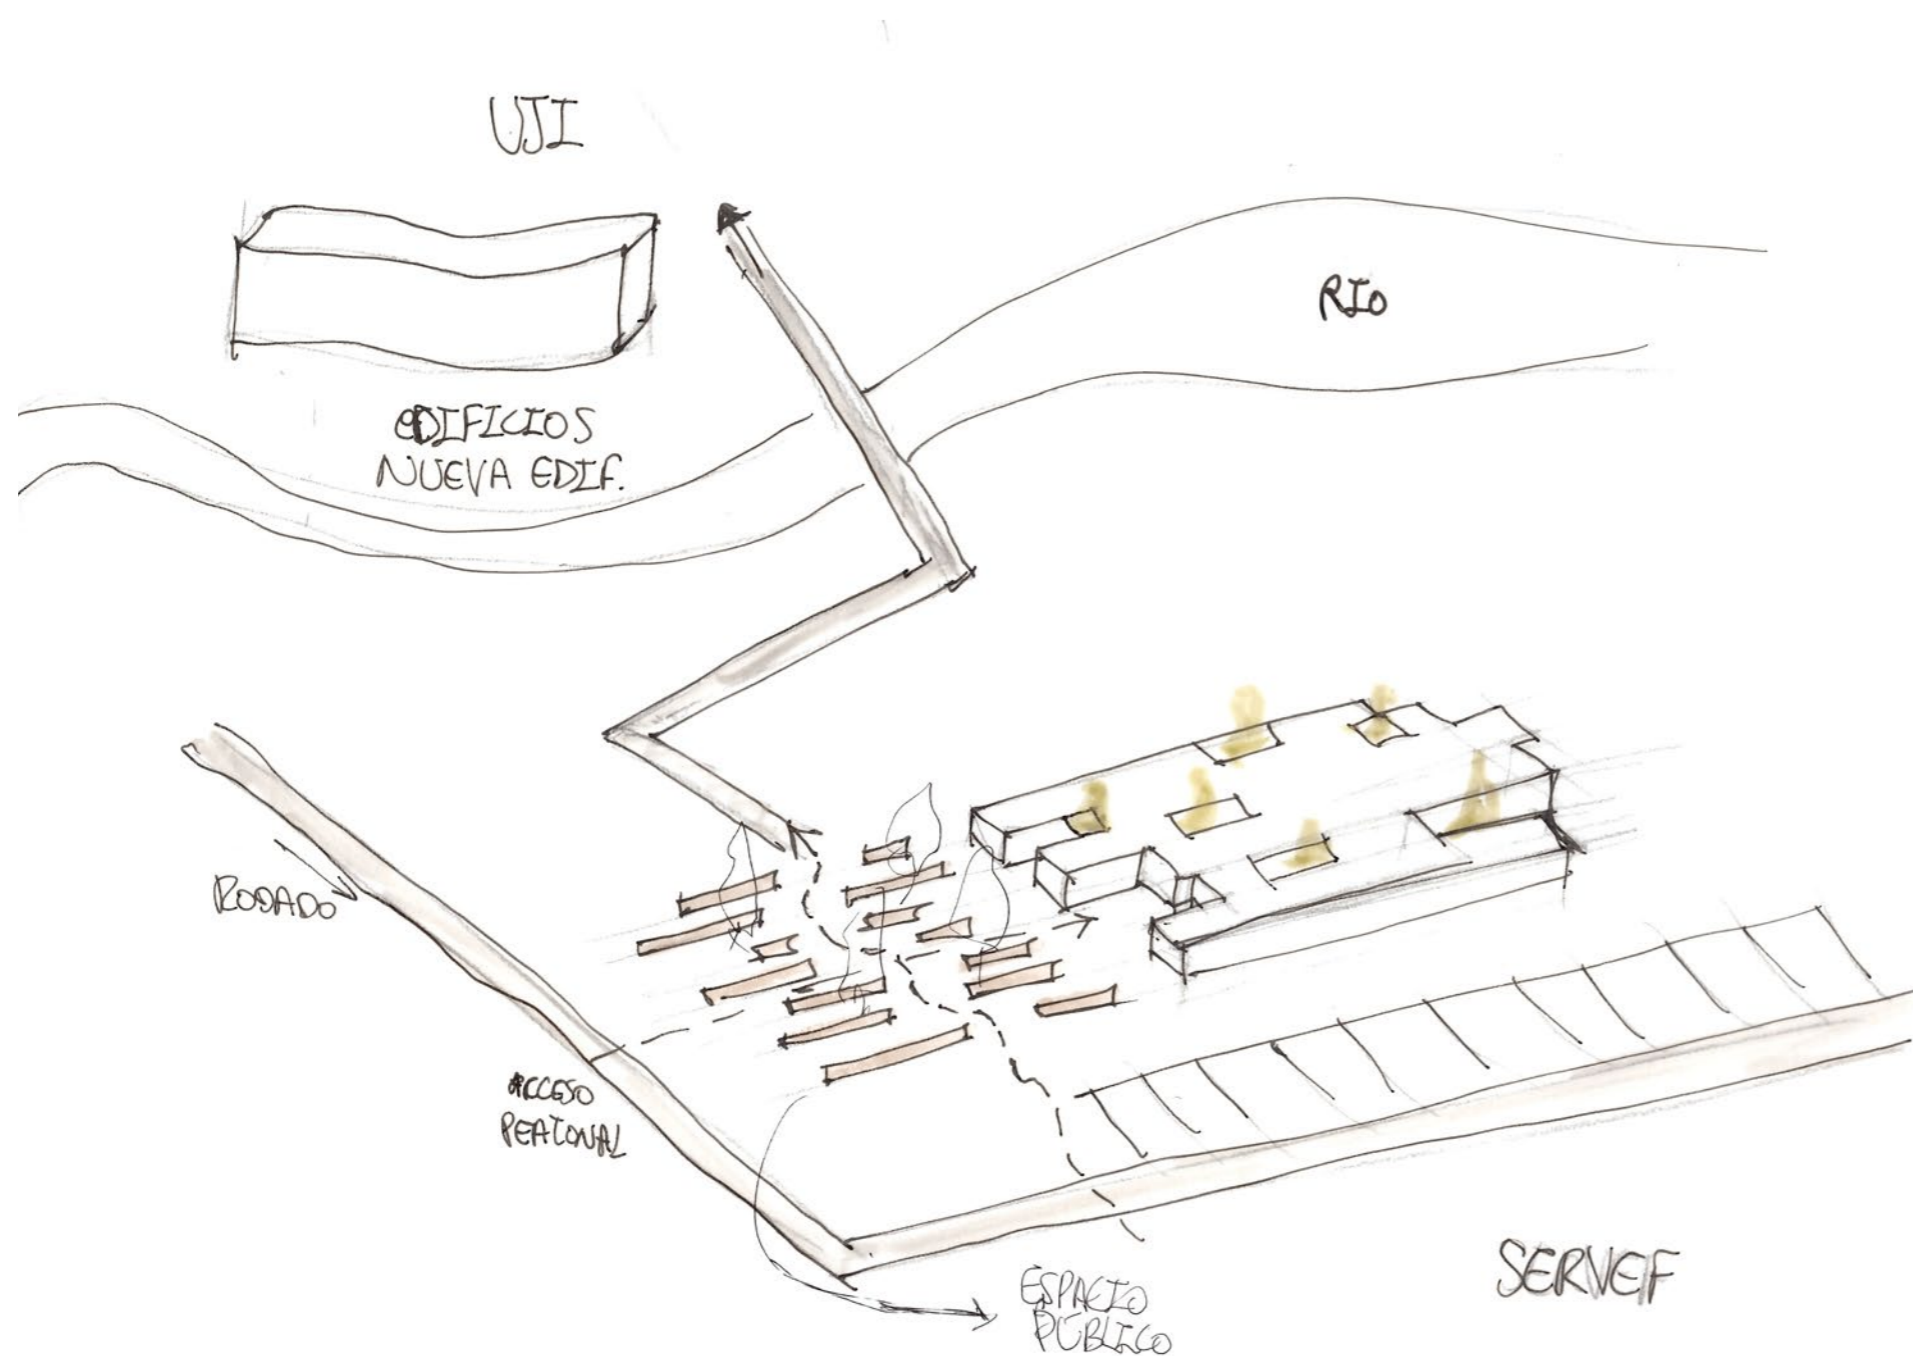 UJI
RIO
EDIFICIOS
NUEVA EDIF.
RODADO
ACCESO
PEATONAL
ESPACIO
PÚBLICO
SERVEF